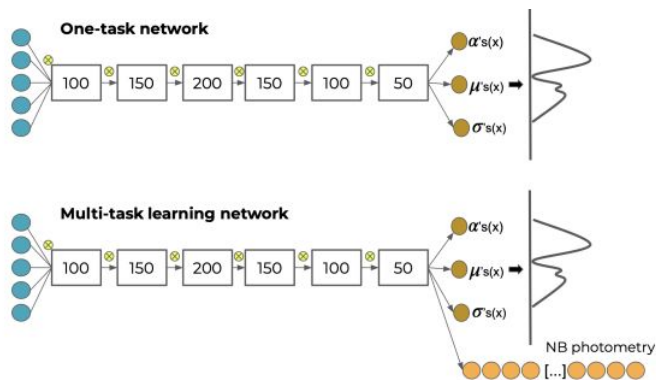 One-task network
α's(x)
100 150 200 150 100 50 μ's(x)
σ's(x)
Multi-task learning network
α's(x)
100 150 200 150 100 50 μ's(x)
σ's(x)
NB photometry
[...]